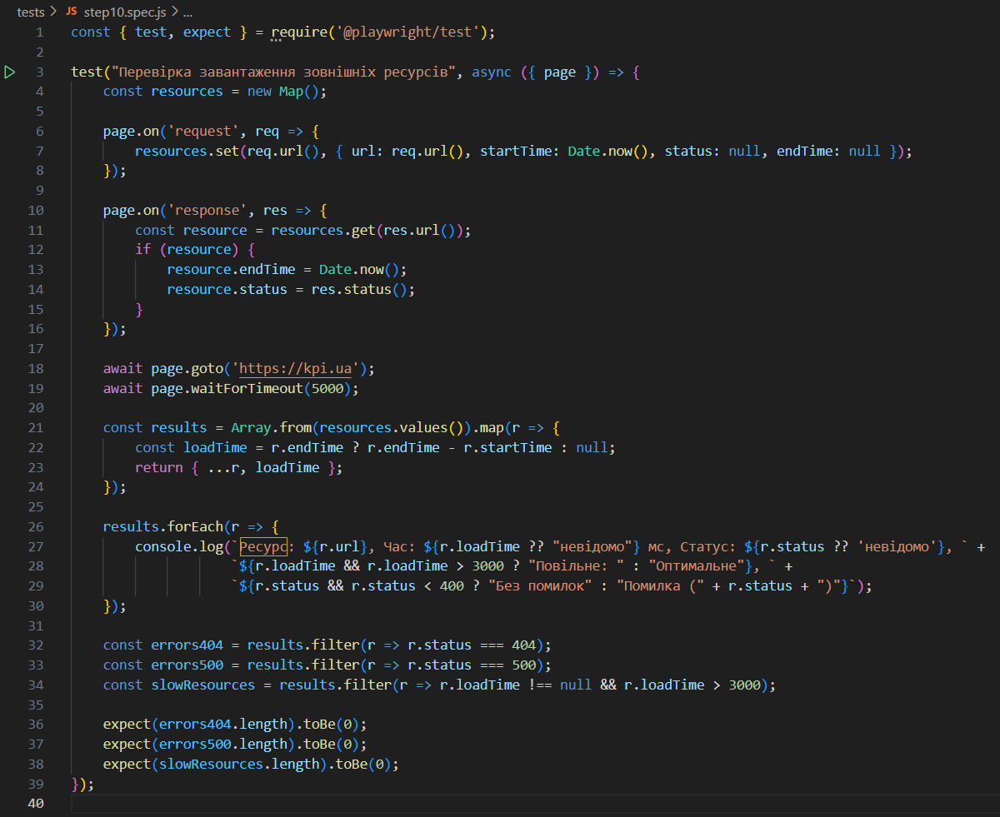 tests > JS step10.spec.js > ...
1 const { test, expect } = require('@playwright/test');
2
3 test("Перевірка завантаження зовнішніх ресурсів", async ({ page }) => {
4     const resources = new Map();
5
6     page.on('request', req => {
7         resources.set(req.url(), { url: req.url(), startTime: Date.now(), status: null, endTime: null });
8     });
9
10     page.on('response', res => {
11         const resource = resources.get(res.url());
12         if (resource) {
13             resource.endTime = Date.now();
14             resource.status = res.status();
15         }
16     });
17
18     await page.goto('https://kpi.ua');
19     await page.waitForTimeout(5000);
20
21     const results = Array.from(resources.values()).map(r => {
22         const loadTime = r.endTime ? r.endTime - r.startTime : null;
23         return { ...r, loadTime };
24     });
25
26     results.forEach(r => {
27         console.log(`Ресурс: ${r.url}, Час: ${r.loadTime ?? "невідомо"} мс, Статус: ${r.status ?? 'невідомо'}, ` +
28                     `${r.loadTime && r.loadTime > 3000 ? "Повільне: " : "Оптимальне"}, ` +
29                     `${r.status && r.status < 400 ? "Без помилок" : "Помилка (" + r.status + ")"}`);
30     });
31
32     const errors404 = results.filter(r => r.status === 404);
33     const errors500 = results.filter(r => r.status === 500);
34     const slowResources = results.filter(r => r.loadTime !== null && r.loadTime > 3000);
35
36     expect(errors404.length).toBe(0);
37     expect(errors500.length).toBe(0);
38     expect(slowResources.length).toBe(0);
39 });
40